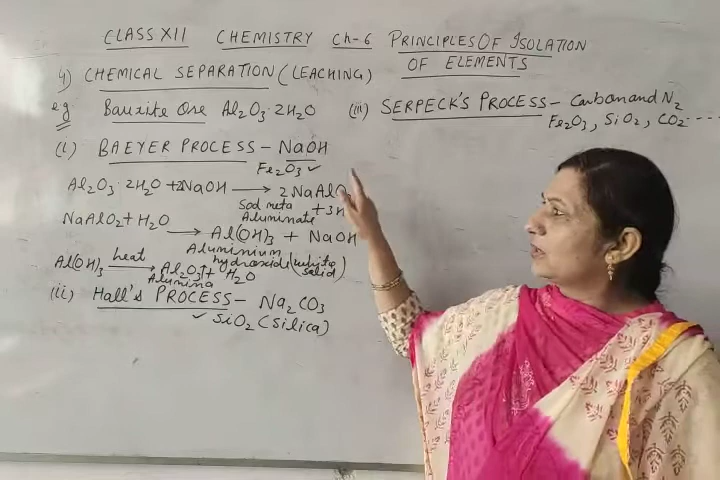 CLASS XII CHEMISTRY Ch-6 PRINCIPLES OF ISOLATION
OF ELEMENTS
4) CHEMICAL SEPARATION (LEACHING)
eg Bauxite Ore Al₂O₃·2H₂O
(i) BAEYER PROCESS - NaOH
Fe₂O₃ ✓
Al₂O₃·2H₂O + 2NaOH ⟶ 2NaAlO₂
+ 3H
Sod meta
Aluminate
NaAlO₂ + H₂O ⟶ Al(OH)₃ + NaOH
Aluminium
hydroxide (white
solid)
Al(OH)₃ heat ⟶ Al₂O₃ + H₂O
Alumina
(ii) Hall's PROCESS - Na₂CO₃
✓ SiO₂ (Silica)
(iii) SERPECK'S PROCESS - Carbon and N₂
Fe₂O₃, SiO₂, CO₂ ----